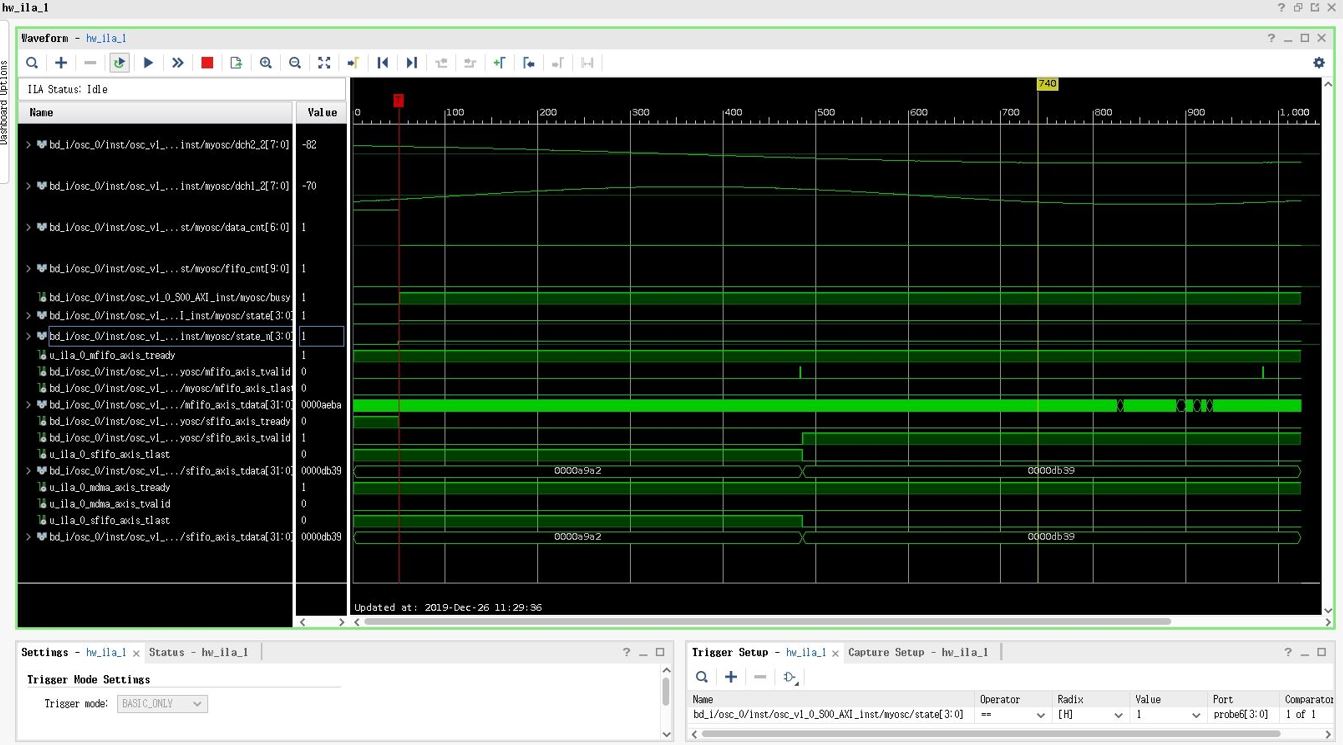 hw_ila_1
Dashboard Options
Waveform - hw_ila_1
ILA Status: Idle
Name Value
740
T
0 100 200 300 400 500 600 700 800 900 1,000
bd_i/osc_0/inst/osc_v1_...inst/myosc/dch2_2[7:0] -82
bd_i/osc_0/inst/osc_v1_...inst/myosc/dch1_2[7:0] -70
bd_i/osc_0/inst/osc_v1_...st/myosc/data_cnt[6:0] 1
bd_i/osc_0/inst/osc_v1_...st/myosc/fifo_cnt[9:0] 1
bd_i/osc_0/inst/osc_v1_0_S00_AXI_inst/myosc/busy 1
bd_i/osc_0/inst/osc_v1_...I_inst/myosc/state[3:0] 1
bd_i/osc_0/inst/osc_v1_...inst/myosc/state_n[3:0] 1
u_ila_0_mfifo_axis_tready 1
bd_i/osc_0/inst/osc_v1_...yosc/mfifo_axis_tvalid 0
bd_i/osc_0/inst/osc_v1_.../myosc/mfifo_axis_tlast 0
bd_i/osc_0/inst/osc_v1_.../mfifo_axis_tdata[31:0] 0000aeba
bd_i/osc_0/inst/osc_v1_...yosc/sfifo_axis_tready 0
bd_i/osc_0/inst/osc_v1_...yosc/sfifo_axis_tvalid 1
u_ila_0_sfifo_axis_tlast 0
bd_i/osc_0/inst/osc_v1_.../sfifo_axis_tdata[31:0] 0000db39 0000a9a2 0000db39
u_ila_0_mdma_axis_tready 1
u_ila_0_mdma_axis_tvalid 0
u_ila_0_sfifo_axis_tlast 0
bd_i/osc_0/inst/osc_v1_.../sfifo_axis_tdata[31:0] 0000db39 0000a9a2 0000db39
Updated at: 2019-Dec-26 11:29:36
Settings - hw_ila_1 Status - hw_ila_1
Trigger Mode Settings
Trigger mode: BASIC_ONLY
Trigger Setup - hw_ila_1 Capture Setup - hw_ila_1
Name Operator Radix Value Port Comparator
bd_i/osc_0/inst/osc_v1_0_S00_AXI_inst/myosc/state[3:0] == [H] 1 probe6[3:0] 1 of 1